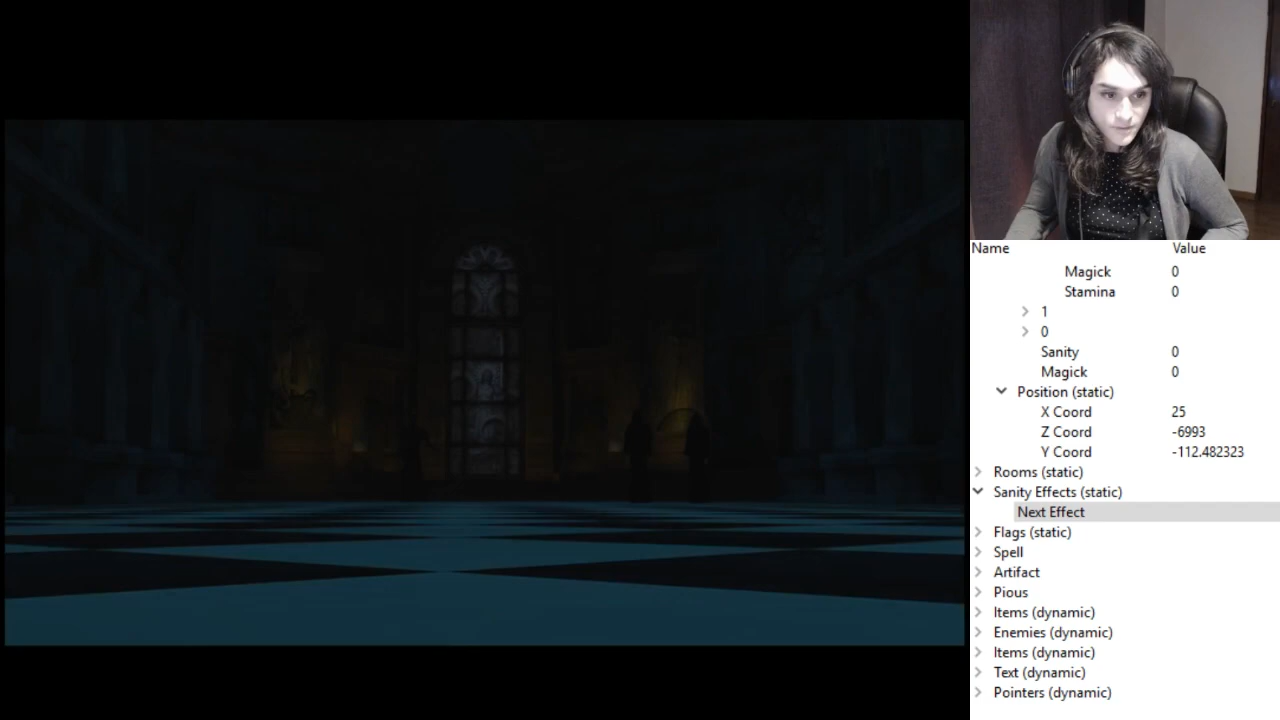 Name Value
Magick 0
Stamina 0
1
0
Sanity 0
Magick 0
Position (static)
X Coord 25
Z Coord -6993
Y Coord -112.482323
Rooms (static)
Sanity Effects (static)
Next Effect
Flags (static)
Spell
Artifact
Pious
Items (dynamic)
Enemies (dynamic)
Items (dynamic)
Text (dynamic)
Pointers (dynamic)